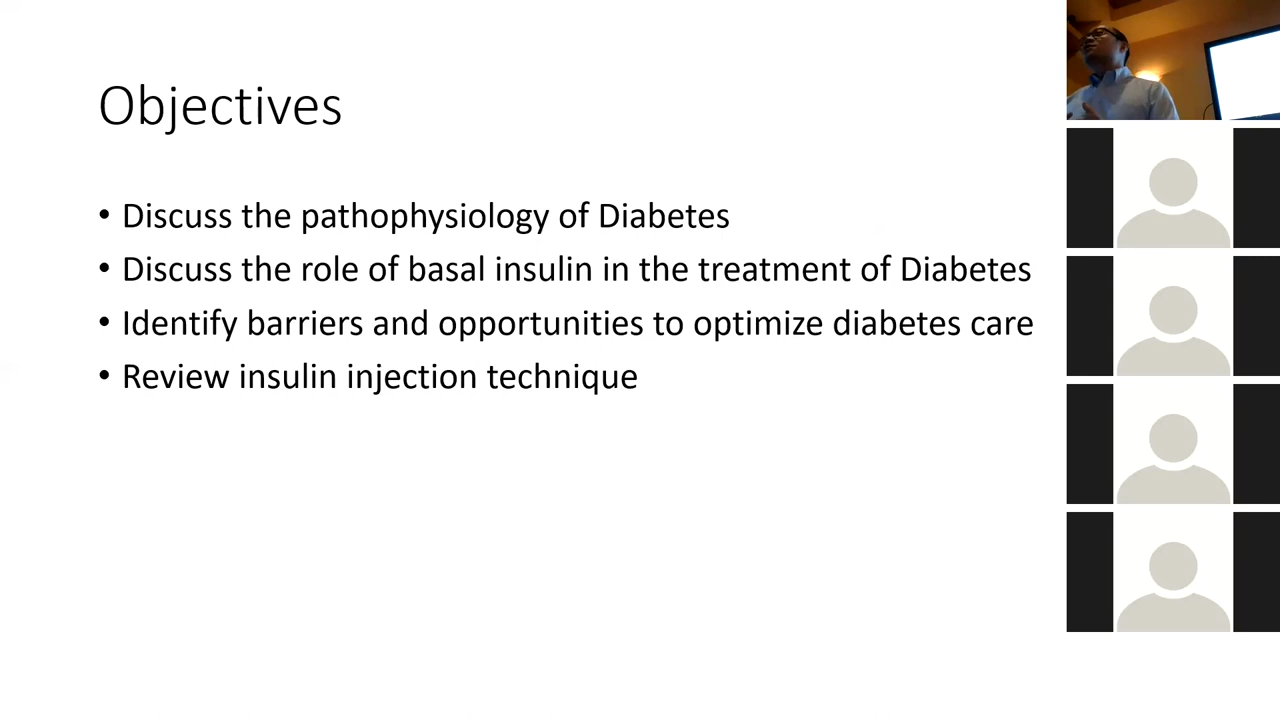 Objectives
• Discuss the pathophysiology of Diabetes
• Discuss the role of basal insulin in the treatment of Diabetes
• Identify barriers and opportunities to optimize diabetes care
• Review insulin injection technique